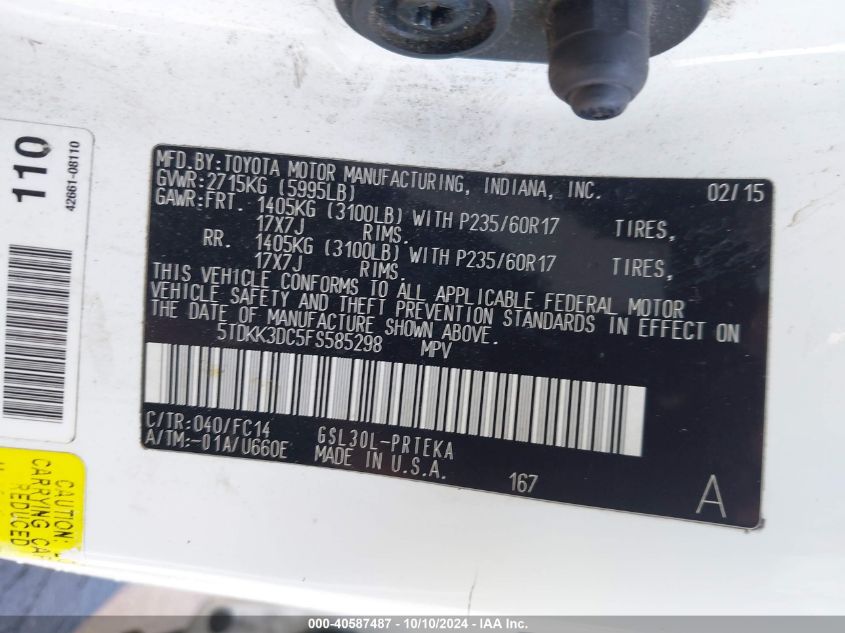 110
42661-08110
MFD.BY:TOYOTA MOTOR MANUFACTURING, INDIANA, INC. 02/15
GVWR:2715KG (5995LB)
GAWR:FRT. 1405KG (3100LB) WITH P235/60R17 TIRES,
17X7J RIMS.
RR. 1405KG (3100LB) WITH P235/60R17 TIRES,
17X7J RIMS.
THIS VEHICLE CONFORMS TO ALL APPLICABLE FEDERAL MOTOR
VEHICLE SAFETY AND THEFT PREVENTION STANDARDS IN EFFECT ON
THE DATE OF MANUFACTURE SHOWN ABOVE.
5TDKK3DC5FS585298 MPV
C/TR:040/FC14 GSL30L-PRTEKA
A/TM:-01A/U660E MADE IN U.S.A.
167
A
CAUTION:
CARRYING CA
REDUCED
000-40587487 - 10/10/2024 - IAAI Inc.